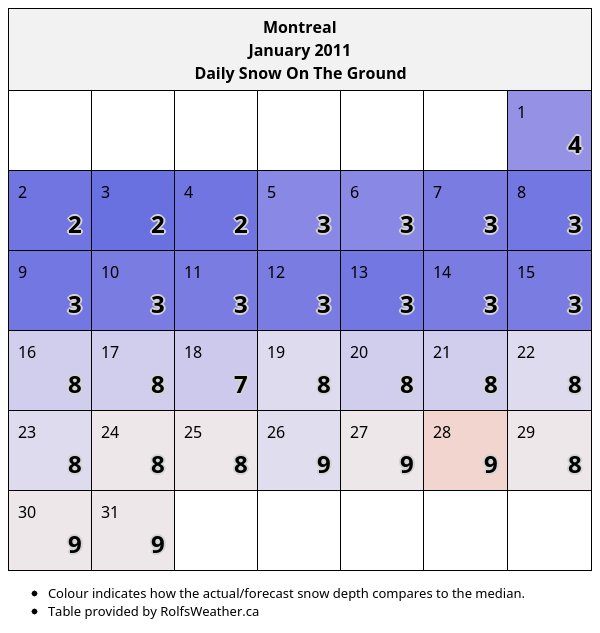 Montreal
January 2011
Daily Snow On The Ground
1
4
2 3 4 5 6 7 8
2 2 2 3 3 3 3
9 10 11 12 13 14 15
3 3 3 3 3 3 3
16 17 18 19 20 21 22
8 8 7 8 8 8 8
23 24 25 26 27 28 29
8 8 8 9 9 9 8
30 31
9 9
• Colour indicates how the actual/forecast snow depth compares to the median.
• Table provided by RolfsWeather.ca